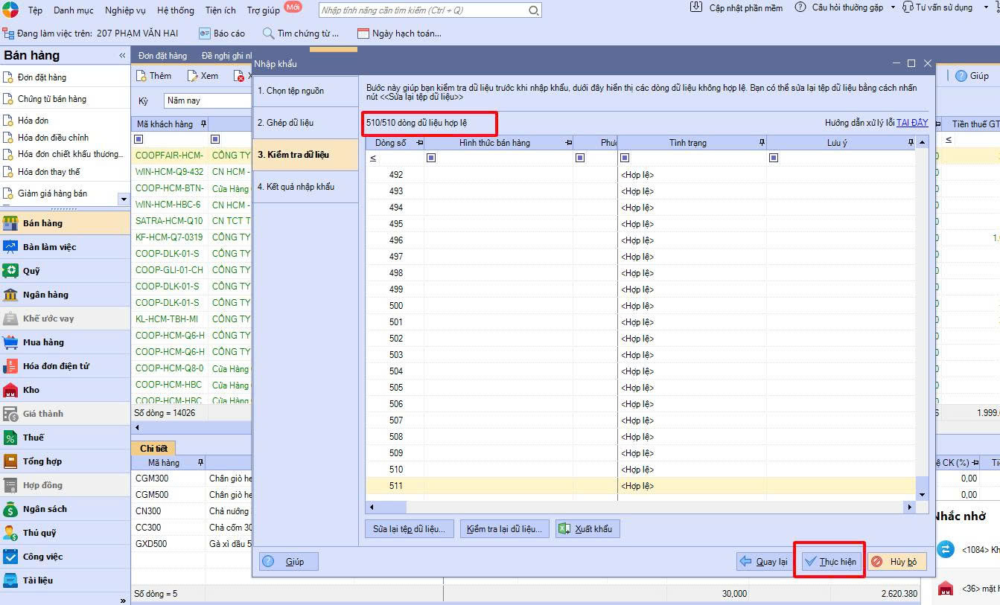 Tệp Danh mục Nghiệp vụ Hệ thống Tiện ích Trợ giúp Mới Nhập tính năng cần tìm kiếm (Ctrl + Q) Cập nhật phần mềm Câu hỏi thường gặp Tư vấn sử dụng
Đang làm việc trên: 207 PHẠM VĂN HAI Báo cáo Tìm chứng từ ... Ngày hạch toán...
Bán hàng
Đơn đặt hàng
Chứng từ bán hàng
Hóa đơn
Hóa đơn điều chỉnh
Hóa đơn chiết khấu thương...
Hóa đơn thay thế
Giảm giá hàng bán
Bán hàng
Bàn làm việc
Quỹ
Ngân hàng
Khế ước vay
Mua hàng
Hóa đơn điện tử
Kho
Giá thành
Thuế
Tổng hợp
Hợp đồng
Ngân sách
Thủ quỹ
Công việc
Tài liệu
Đơn đặt hàng Đề nghị ghi
Thêm Xem
Kỳ Năm nay
Mã khách hàng
COOPFAIR-HCM- CÔNG TY
WIN-HCM-Q9-432 CN HCM -
COOP-HCM-BTN- Cửa Hàng
WIN-HCM-HBC-6 CN HCM -
SATRA-HCM-Q10 CN TCT T
KF-HCM-Q7-0319 CÔNG TY
COOP-DLK-01-S CÔNG TY
COOP-GLI-01-CH CÔNG TY
COOP-DLK-01-S CÔNG TY
COOP-DLK-01-S CÔNG TY
KL-HCM-TBH-MI CÔNG TY
COOP-HCM-Q6-H CÔNG TY
COOP-HCM-Q6-H CÔNG TY
COOP-HCM-Q8-0 Cửa Hàng
COOP-HCM-HBC Cửa Hàng
COOP-HCM-HBC Cửa Hàng
Số dòng = 14026
Chi tiết
Mã hàng
CGM300 Chân giò he
CGM500 Chân giò he
CN300 Chả nướng
CC300 Chả cốm 30
GXD500 Gà xì dầu 5
Số dòng = 5 30,000 2.620.380
Nhập khẩu
1. Chọn tệp nguồn
2. Ghép dữ liệu
3. Kiểm tra dữ liệu
4. Kết quả nhập khẩu
Bước này giúp bạn kiểm tra dữ liệu trước khi nhập khẩu, dưới đây hiển thị các dòng dữ liệu không hợp lệ. Bạn có thể sửa lại tệp dữ liệu bằng cách nhấn
nút <<Sửa lại tệp dữ liệu>>
510/510 dòng dữ liệu hợp lệ Hướng dẫn xử lý lỗi TẠI ĐÂY
Dòng số Hình thức bán hàng Tình trạng Lưu ý
≤
492 <Hợp lệ>
493 <Hợp lệ>
494 <Hợp lệ>
495 <Hợp lệ>
496 <Hợp lệ>
497 <Hợp lệ>
498 <Hợp lệ>
499 <Hợp lệ>
500 <Hợp lệ>
501 <Hợp lệ>
502 <Hợp lệ>
503 <Hợp lệ>
504 <Hợp lệ>
505 <Hợp lệ>
506 <Hợp lệ>
507 <Hợp lệ>
508 <Hợp lệ>
509 <Hợp lệ>
510 <Hợp lệ>
511 <Hợp lệ>
Sửa lại tệp dữ liệu... Kiểm tra lại dữ liệu... Xuất khẩu
Giúp Quay lại Thực hiện Hủy bỏ
Giúp
Tiền thuế GT
≤
1.999.
CK (%)
0,00
0,00
Nhắc nhở
<1084> Kh
<36> mặt